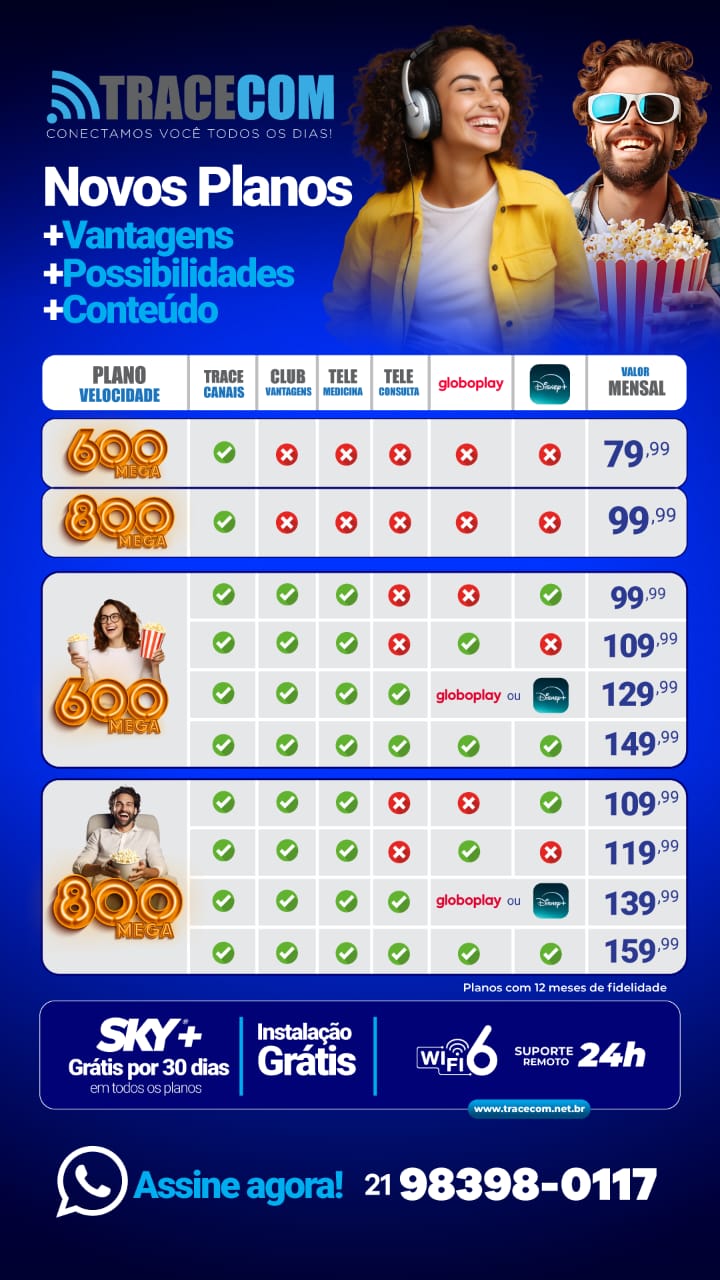 TRACECOM
CONECTAMOS VOCÊ TODOS OS DIAS!
Novos Planos
+Vantagens
+Possibilidades
+Conteúdo
PLANO VELOCIDADE
TRACE CANAIS
CLUB VANTAGENS
TELE MEDICINA
TELE CONSULTA
globoplay
Disney+
VALOR MENSAL
600 MEGA
79,99
800 MEGA
99,99
600 MEGA
99,99
109,99
globoplay ou Disney+ 129,99
149,99
800 MEGA
109,99
119,99
globoplay ou Disney+ 139,99
159,99
Planos com 12 meses de fidelidade
SKY+
Grátis por 30 dias
em todos os planos
Instalação
Grátis
WIFI 6
SUPORTE REMOTO 24h
www.tracecom.net.br
Assine agora! 21 98398-0117